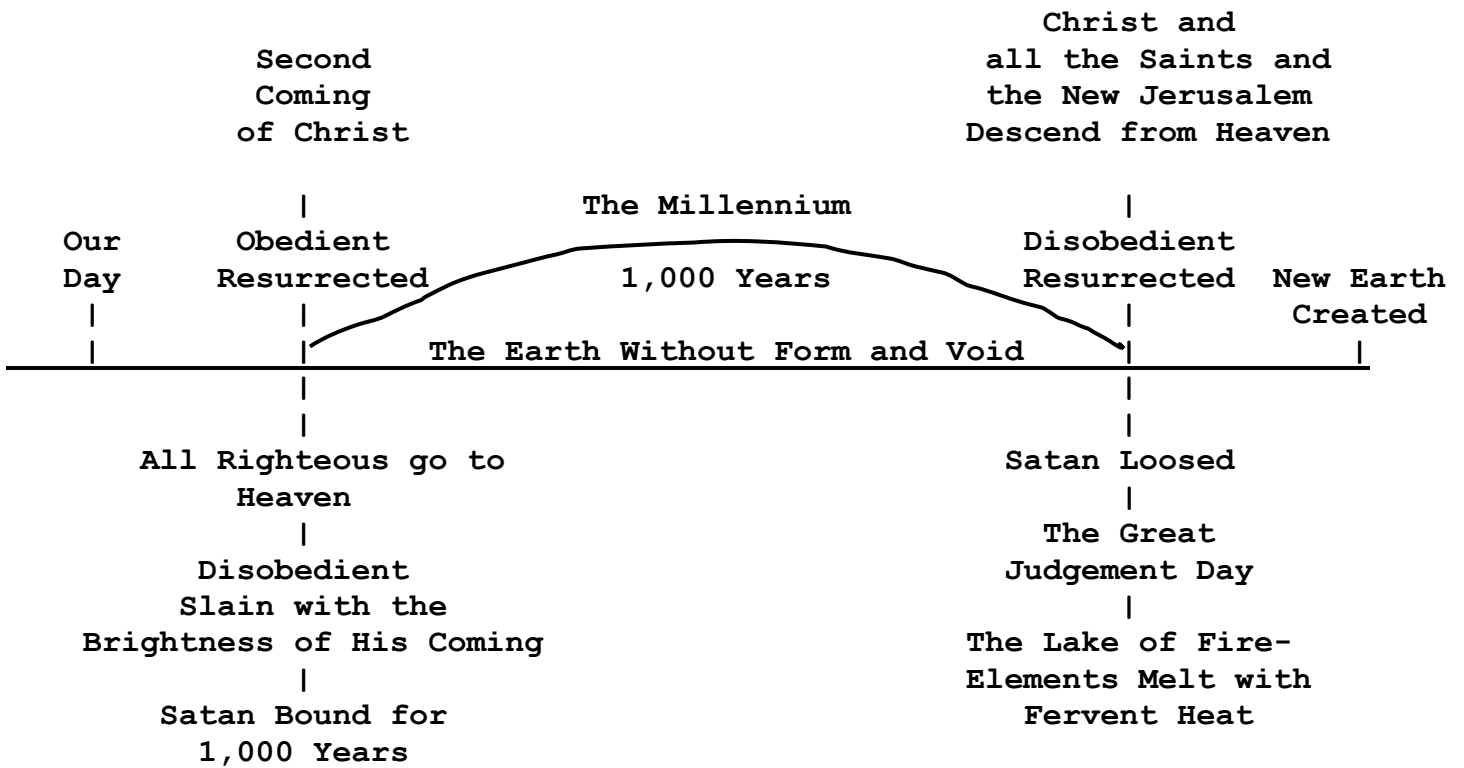 Christ and
all the Saints and
the New Jerusalem
Descend from Heaven
Second
Coming
of Christ
The Millennium
Our
Day
Obedient
Resurrected
1,000 Years
Disobedient
Resurrected
New Earth
Created
The Earth Without Form and Void
All Righteous go to
Heaven
Disobedient
Slain with the
Brightness of His Coming
Satan Bound for
1,000 Years
Satan Loosed
The Great
Judgement Day
The Lake of Fire-
Elements Melt with
Fervent Heat